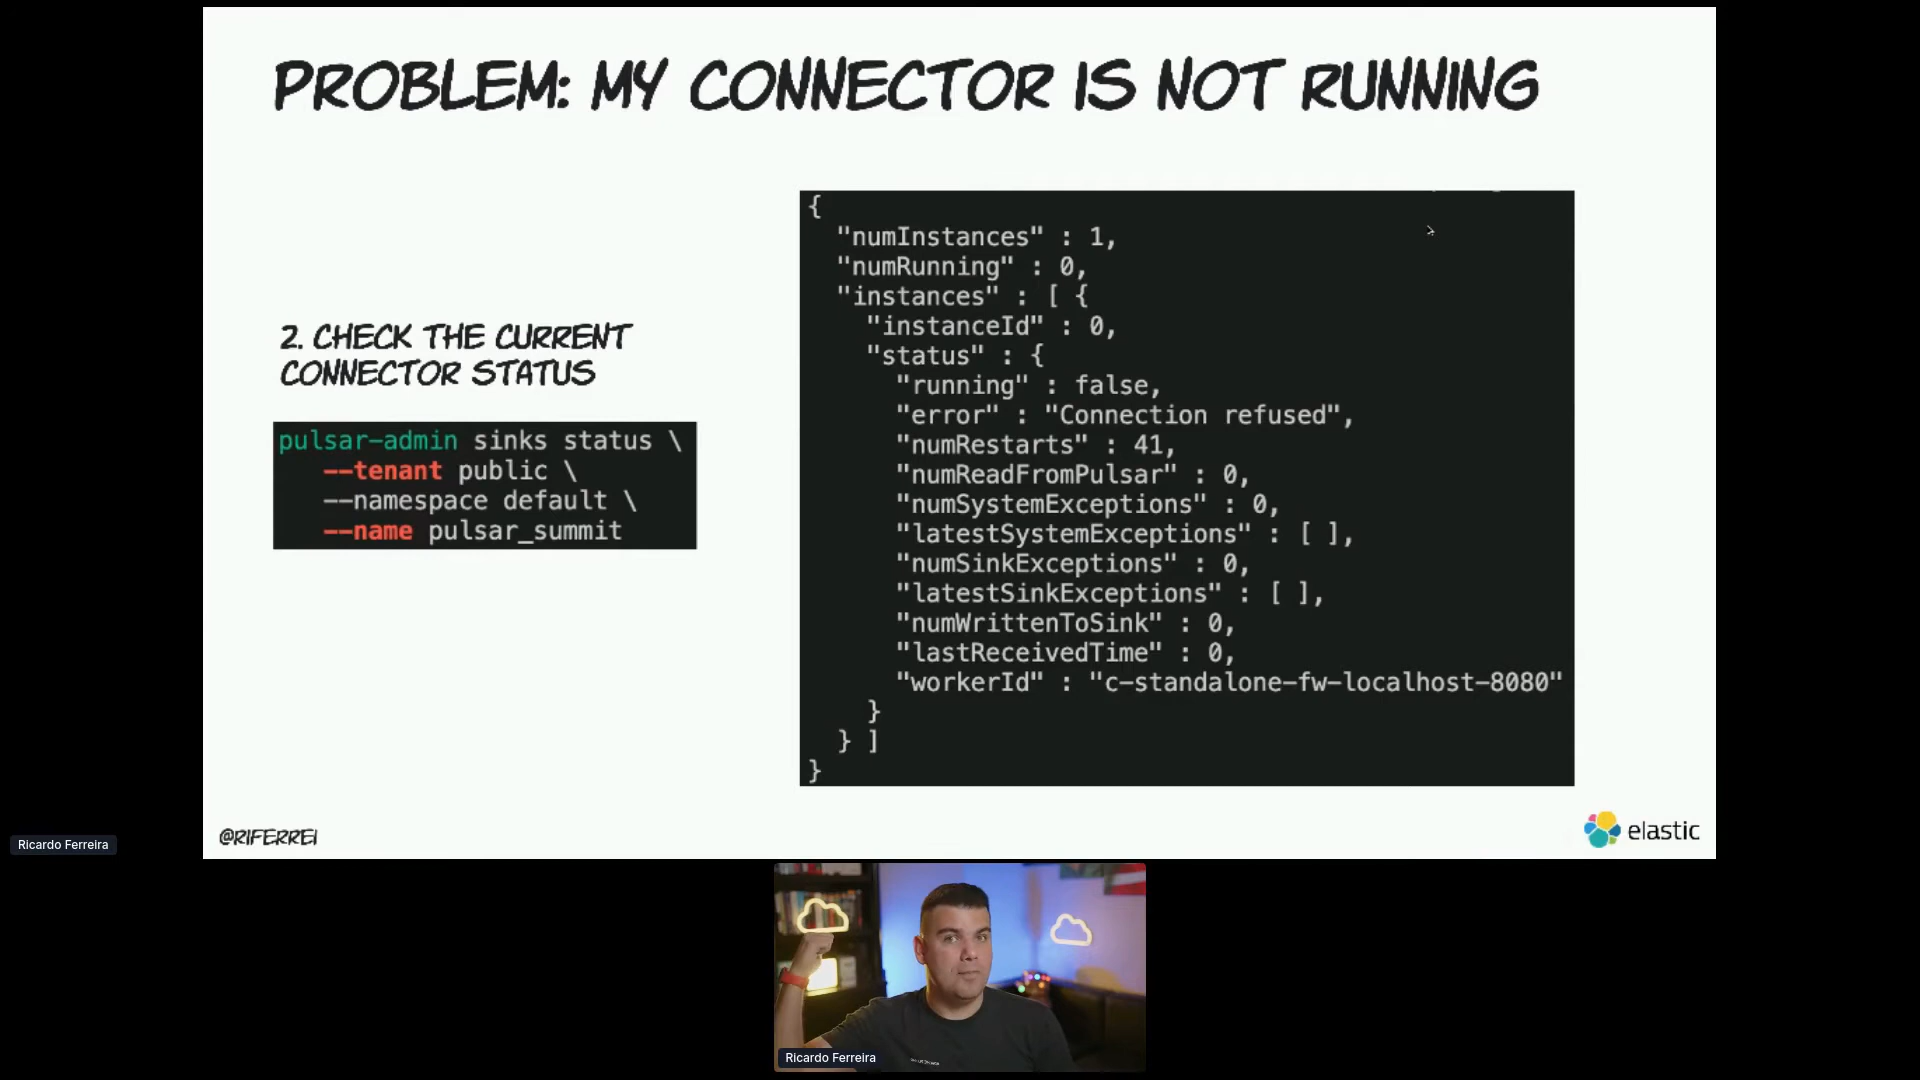 PROBLEM: MY CONNECTOR IS NOT RUNNING
2. CHECK THE CURRENT
CONNECTOR STATUS
pulsar-admin sinks status \
--tenant public \
--namespace default \
--name pulsar_summit
{
"numInstances" : 1,
"numRunning" : 0,
"instances" : [ {
"instanceId" : 0,
"status" : {
"running" : false,
"error" : "Connection refused",
"numRestarts" : 41,
"numReadFromPulsar" : 0,
"numSystemExceptions" : 0,
"latestSystemExceptions" : [ ],
"numSinkExceptions" : 0,
"latestSinkExceptions" : [ ],
"numWrittenToSink" : 0,
"lastReceivedTime" : 0,
"workerId" : "c-standalone-fw-localhost-8080"
}
} ]
}
@RIFERREI
elastic
Ricardo Ferreira
Ricardo Ferreira